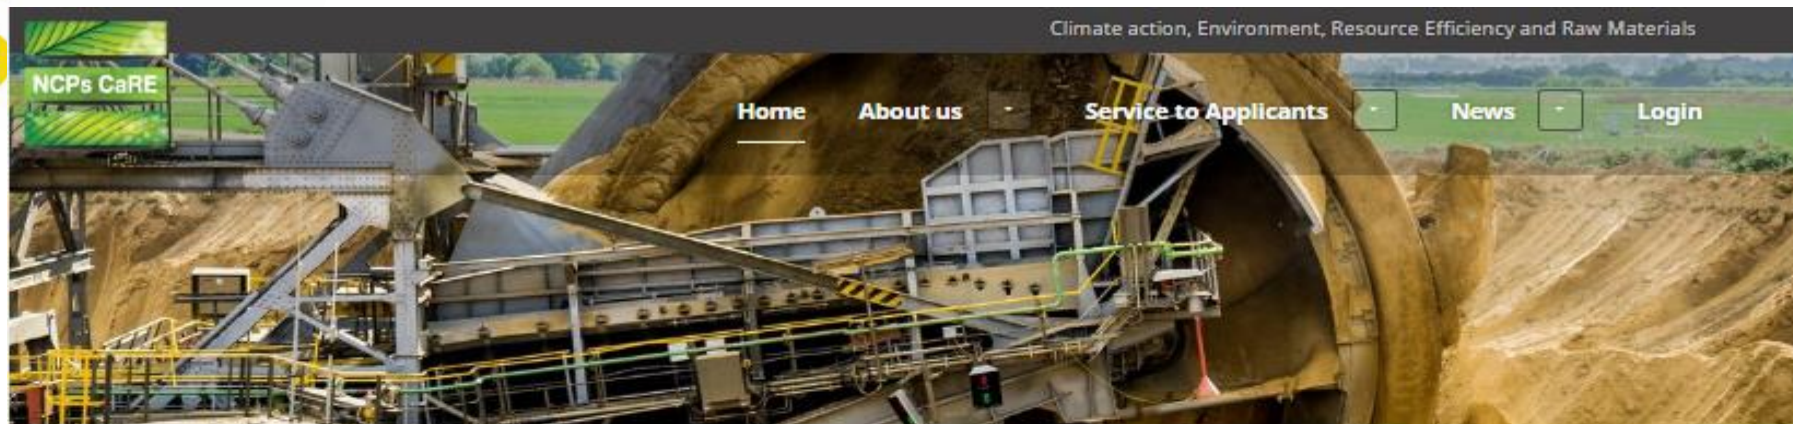 Climate action, Environment, Resource Efficiency and Raw Materials
NCPs CaRE
Home About us Service to Applicants News Login